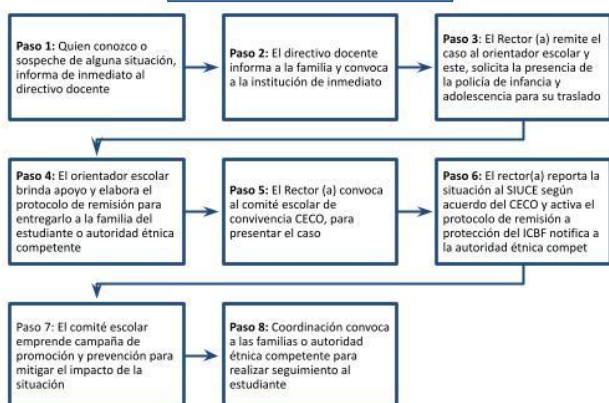 Paso 1: Quien conozco o
sospeche de alguna situación,
informa de inmediato al
directivo docente
Paso 2: El directivo docente
informa a la familia y convoca
a la institución de inmediato
Paso 3: El Rector (a) remite el
caso al orientador escolar y
este, solicita la presencia de
la policía de infancia y
adolescencia para su traslado
Paso 4: El orientador escolar
brinda apoyo y elabora el
protocolo de remisión para
entregarlo a la familia del
estudiante o autoridad étnica
competente
Paso 5: El Rector (a) convoca
al comité escolar de
convivencia CECO, para
presentar el caso
Paso 6: El rector(a) reporta la
situación al SIUCE según
acuerdo del CECO y activa el
protocolo de remisión a
protección del ICBF notifica a
la autoridad étnica compet
Paso 7: El comité escolar
emprende campaña de
promoción y prevención para
mitigar el impacto de la
situación
Paso 8: Coordinación convoca
a las familias o autoridad
étnica competente para
realizar seguimiento al
estudiante